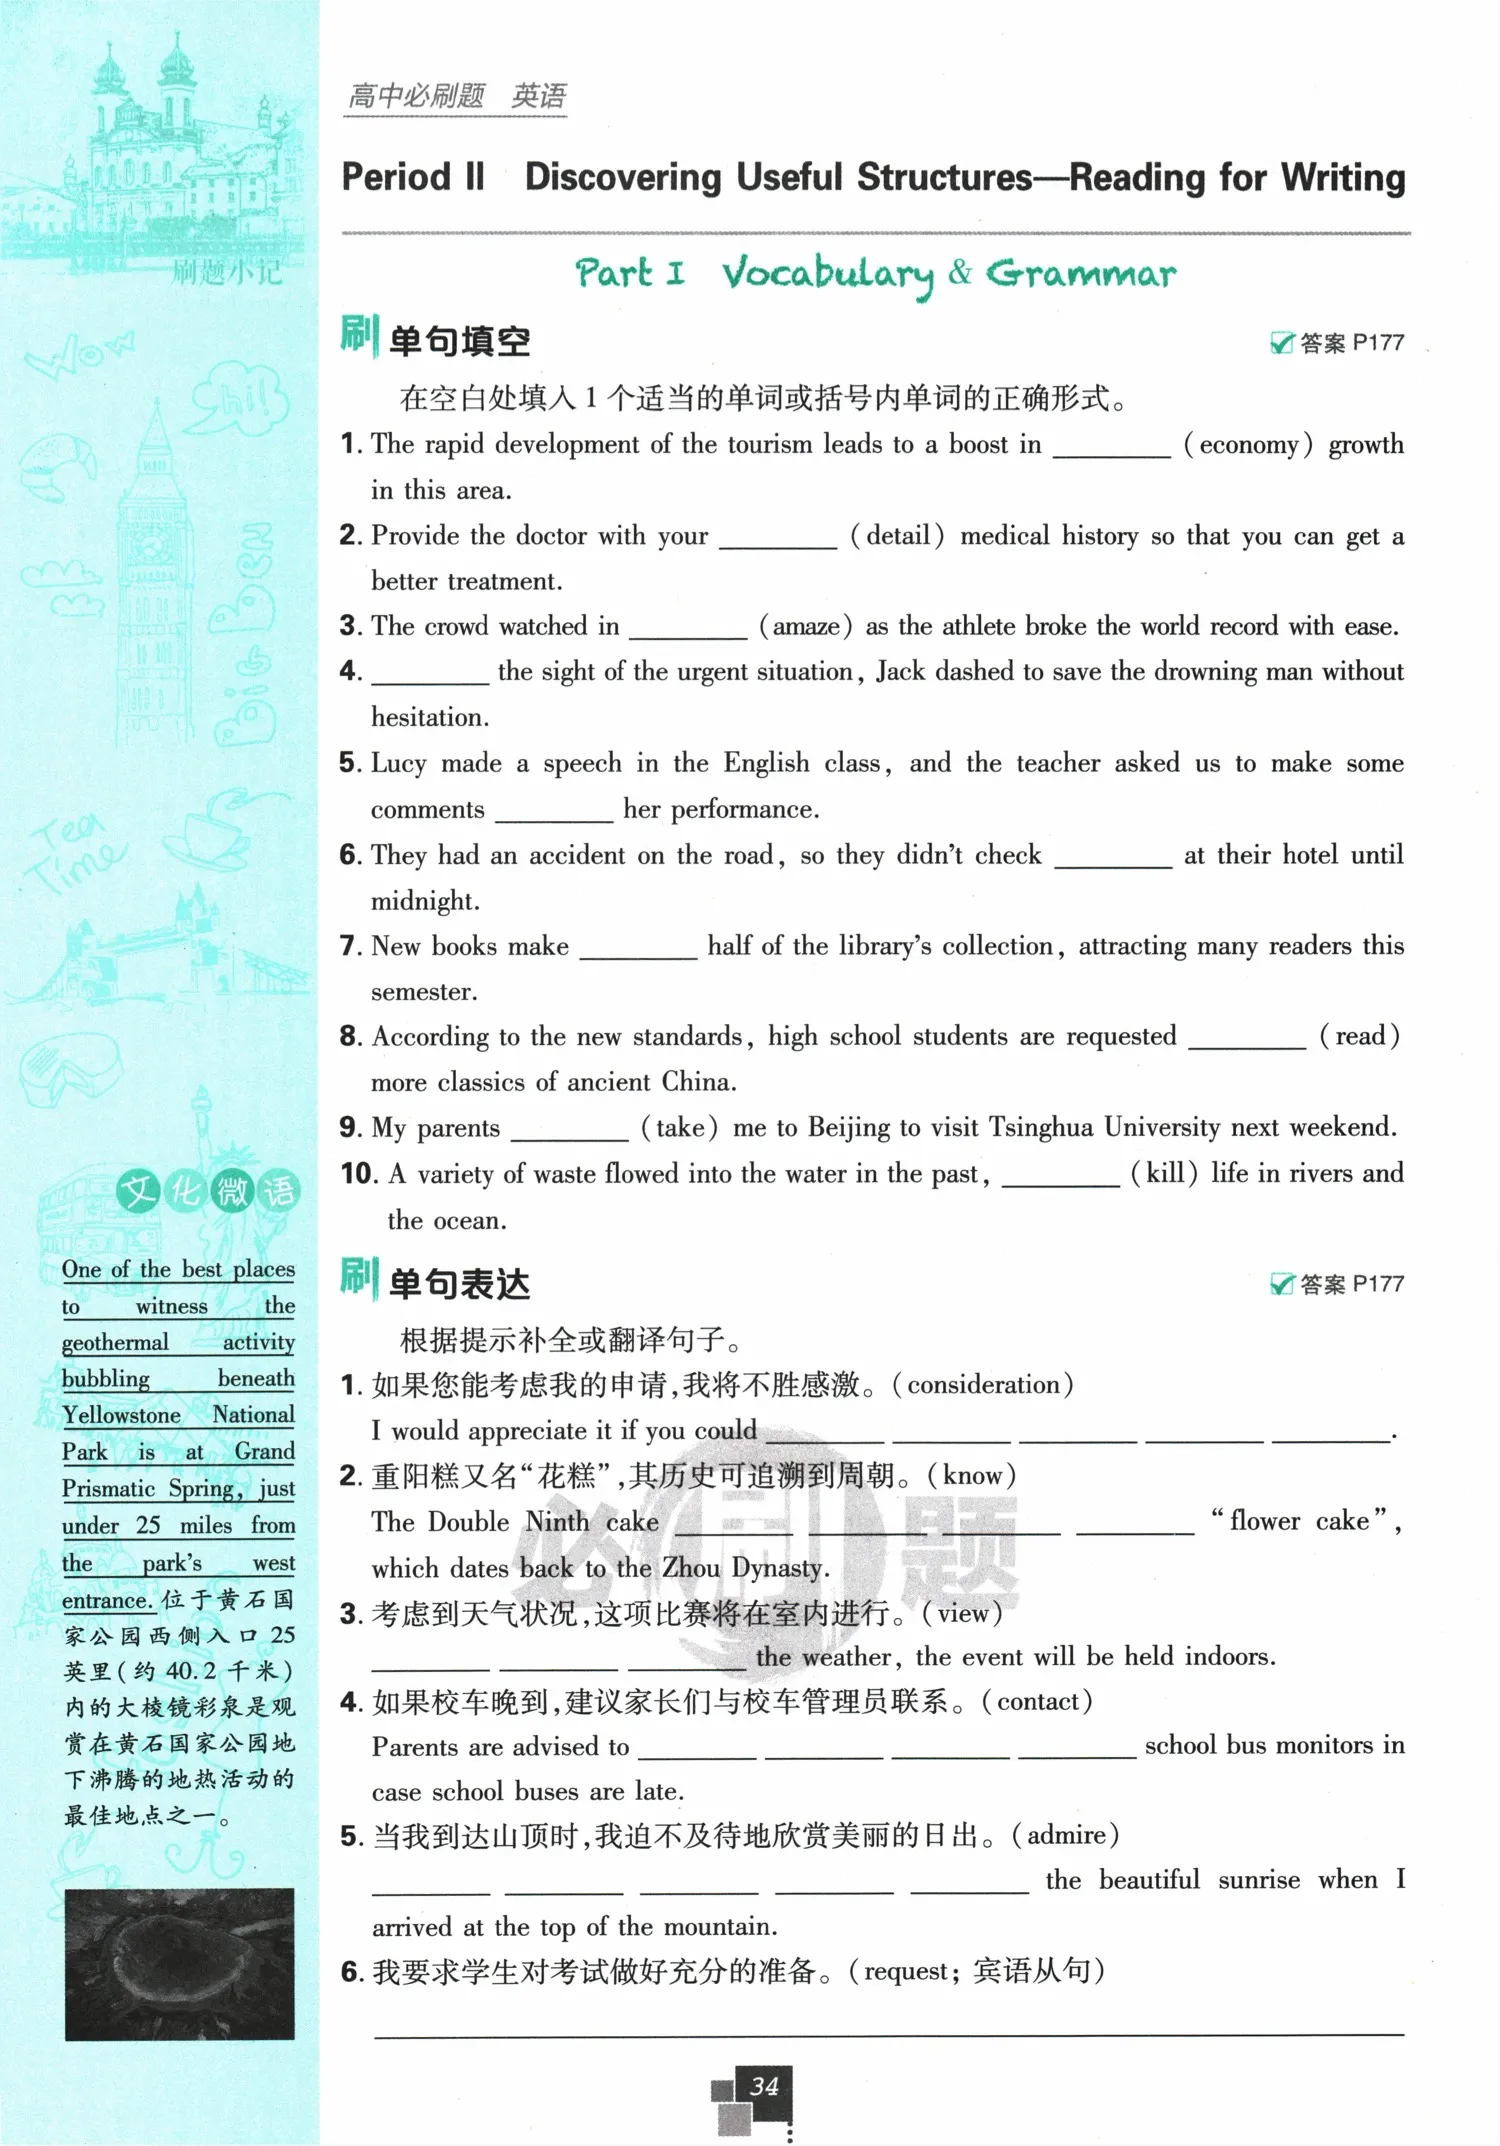 高中必刷题 英语
Period II Discovering Useful Structures—Reading for Writing
刷题小记
Part I Vocabulary & Grammar
刷 单句填空
答案 P177
在空白处填入 1 个适当的单词或括号内单词的正确形式。
1. The rapid development of the tourism leads to a boost in ________ (economy) growth
in this area.
2. Provide the doctor with your ________ (detail) medical history so that you can get a
better treatment.
3. The crowd watched in ________ (amaze) as the athlete broke the world record with ease.
4. ________ the sight of the urgent situation, Jack dashed to save the drowning man without
hesitation.
5. Lucy made a speech in the English class, and the teacher asked us to make some
comments ________ her performance.
6. They had an accident on the road, so they didn't check ________ at their hotel until
midnight.
7. New books make ________ half of the library's collection, attracting many readers this
semester.
8. According to the new standards, high school students are requested ________ (read)
more classics of ancient China.
9. My parents ________ (take) me to Beijing to visit Tsinghua University next weekend.
10. A variety of waste flowed into the water in the past, ________ (kill) life in rivers and
the ocean.
刷 单句表达
答案 P177
根据提示补全或翻译句子。
1. 如果您能考虑我的申请,我将不胜感激。(consideration)
I would appreciate it if you could ________ ________ ________ ________ ________.
2. 重阳糕又名“花糕”,其历史可追溯到周朝。(know)
The Double Ninth cake ________ ________ ________ ________ “flower cake”,
which dates back to the Zhou Dynasty.
3. 考虑到天气状况,这项比赛将在室内进行。(view)
________ ________ ________ the weather, the event will be held indoors.
4. 如果校车晚到,建议家长们与校车管理员联系。(contact)
Parents are advised to ________ ________ ________ ________ school bus monitors in
case school buses are late.
5. 当我到达山顶时,我迫不及待地欣赏美丽的日出。(admire)
________ ________ ________ ________ ________ the beautiful sunrise when I
arrived at the top of the mountain.
6. 我要求学生对考试做好充分的准备。(request; 宾语从句)
必刷题
Wow
hi!
Big Ben
Tea
Time
文化微语
One of the best places
to witness the
geothermal activity
bubbling beneath
Yellowstone National
Park is at Grand
Prismatic Spring, just
under 25 miles from
the park's west
entrance. 位于黄石国
家公园西侧入口 25
英里(约 40.2 千米)
内的大棱镜彩泉是观
赏在黄石国家公园地
下沸腾的地热活动的
最佳地点之一。
34